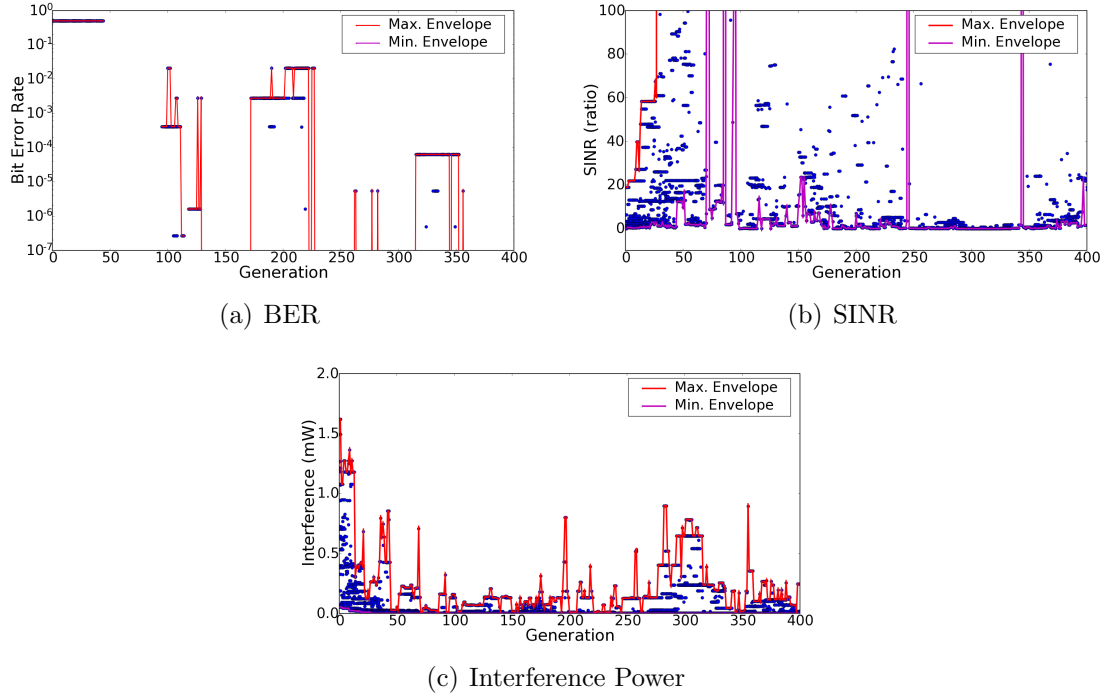 10^0
10^-1
10^-2
10^-3
10^-4
10^-5
10^-6
10^-7
Bit Error Rate
0 50 100 150 200 250 300 350 400
Generation
Max. Envelope
Min. Envelope
(a) BER
100
80
60
40
20
0
SINR (ratio)
0 50 100 150 200 250 300 350 400
Generation
Max. Envelope
Min. Envelope
(b) SINR
2.0
1.5
1.0
0.5
0.0
Interference (mW)
0 50 100 150 200 250 300 350 400
Generation
Max. Envelope
Min. Envelope
(c) Interference Power